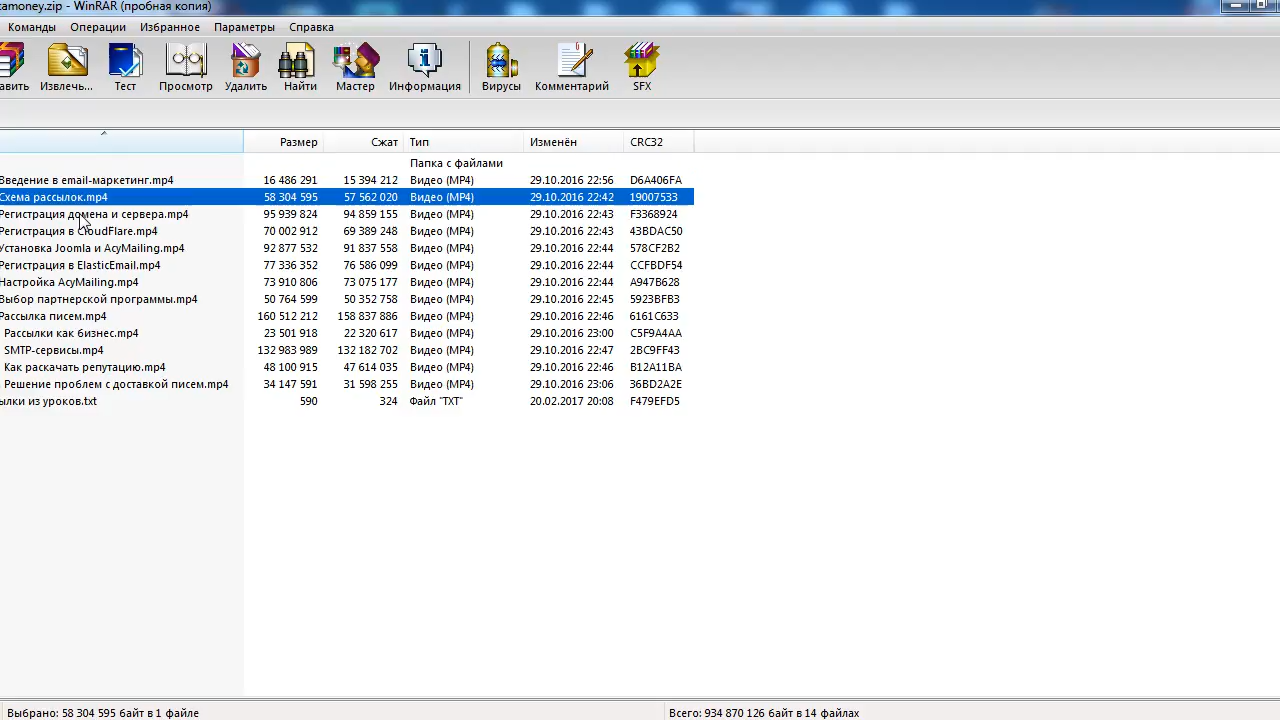 amoney.zip - WinRAR (пробная копия)
Команды Операции Избранное Параметры Справка
авить Извлечь... Тест Просмотр Удалить Найти Мастер Информация Вирусы Комментарий SFX
Размер Сжат Тип Изменён CRC32
Папка с файлами
Введение в email-маркетинг.mp4 16 486 291 15 394 212 Видео (MP4) 29.10.2016 22:56 D6A406FA
Схема рассылок.mp4 58 304 595 57 562 020 Видео (MP4) 29.10.2016 22:42 19007533
Регистрация домена и сервера.mp4 95 939 824 94 859 155 Видео (MP4) 29.10.2016 22:43 F3368924
Регистрация в CloudFlare.mp4 70 002 912 69 389 248 Видео (MP4) 29.10.2016 22:43 43BDAC50
Установка Joomla и AcyMailing.mp4 92 877 532 91 837 558 Видео (MP4) 29.10.2016 22:44 578CF2B2
Регистрация в ElasticEmail.mp4 77 336 352 76 586 099 Видео (MP4) 29.10.2016 22:44 CCFBDF54
Настройка AcyMailing.mp4 73 910 806 73 075 177 Видео (MP4) 29.10.2016 22:44 A947B628
Выбор партнерской программы.mp4 50 764 599 50 352 758 Видео (MP4) 29.10.2016 22:45 5923BFB3
Рассылка писем.mp4 160 512 212 158 837 886 Видео (MP4) 29.10.2016 22:46 6161C633
Рассылки как бизнес.mp4 23 501 918 22 320 617 Видео (MP4) 29.10.2016 23:00 C5F9A4AA
SMTP-сервисы.mp4 132 983 989 132 182 702 Видео (MP4) 29.10.2016 22:47 2BC9FF43
Как раскачать репутацию.mp4 48 100 915 47 614 035 Видео (MP4) 29.10.2016 22:46 B12A11BA
Решение проблем с доставкой писем.mp4 34 147 591 31 598 255 Видео (MP4) 29.10.2016 23:06 36BD2A2E
ылки из уроков.txt 590 324 Файл "TXT" 20.02.2017 20:08 F479EFD5
Выбрано: 58 304 595 байт в 1 файле Всего: 934 870 126 байт в 14 файлах